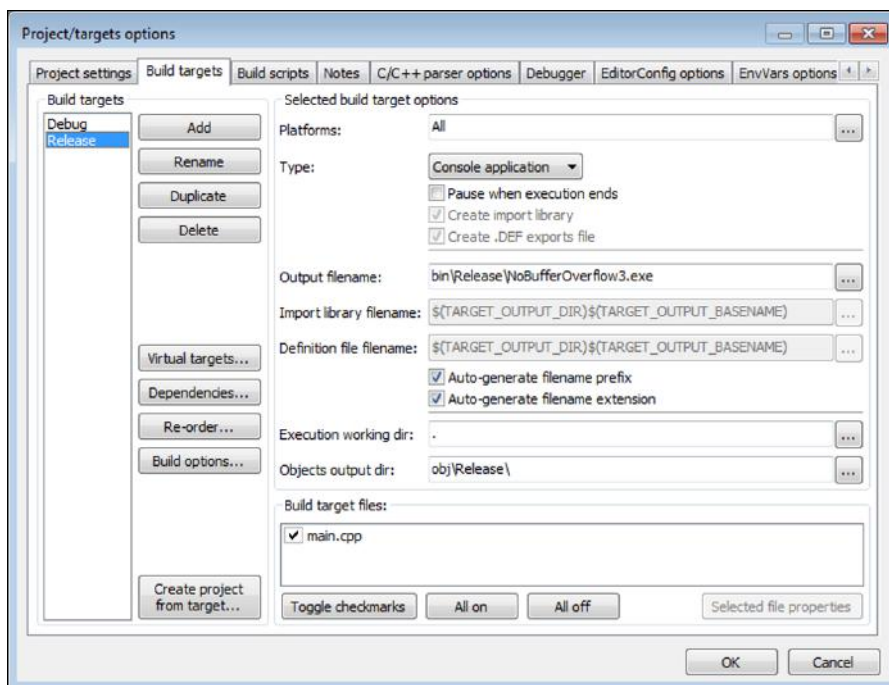 Project/targets options
Project settings
Build targets
Build scripts
Notes
C/C++ parser options
Debugger
EditorConfig options
EnvVars options
Build targets
Debug
Release
Add
Rename
Duplicate
Delete
Virtual targets...
Dependencies...
Re-order...
Build options...
Create project
from target...
Selected build target options
Platforms:
All
...
Type:
Console application
Pause when execution ends
Create import library
Create .DEF exports file
Output filename:
bin\Release\NoBufferOverflow3.exe
...
Import library filename:
$(TARGET_OUTPUT_DIR)$(TARGET_OUTPUT_BASENAME)
...
Definition file filename:
$(TARGET_OUTPUT_DIR)$(TARGET_OUTPUT_BASENAME)
...
Auto-generate filename prefix
Auto-generate filename extension
Execution working dir:
.
...
Objects output dir:
obj\Release\
...
Build target files:
main.cpp
Toggle checkmarks
All on
All off
Selected file properties
OK
Cancel